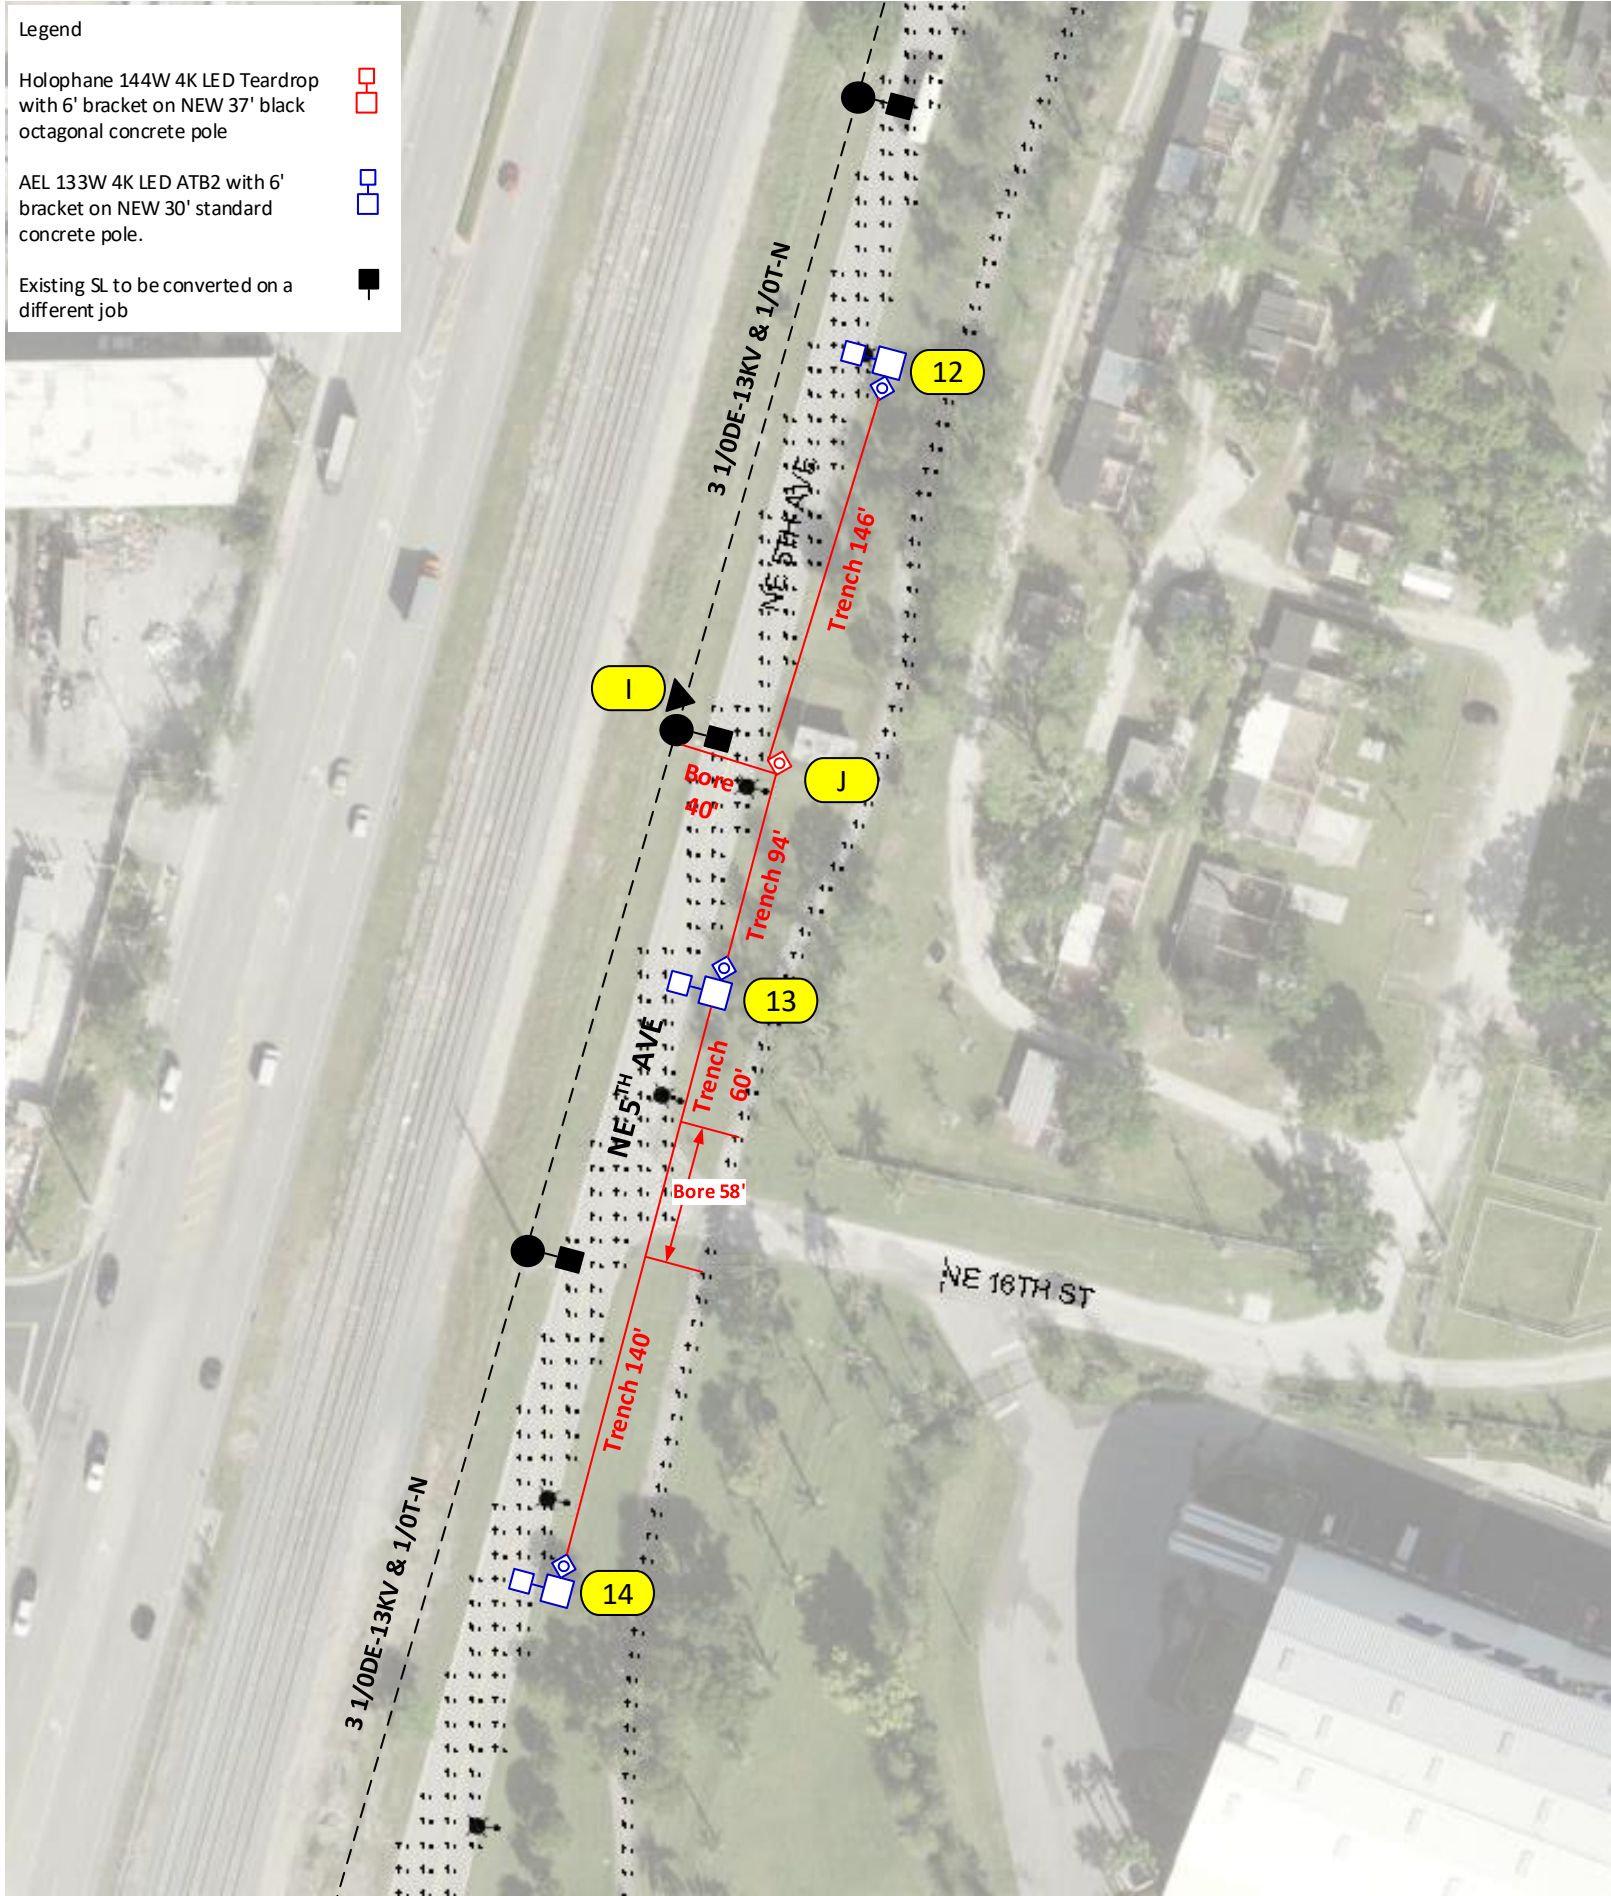 Legend
Holophane 144W 4K LED Teardrop
with 6' bracket on NEW 37' black
octagonal concrete pole
AEL 133W 4K LED ATB2 with 6'
bracket on NEW 30' standard
concrete pole.
Existing SL to be converted on a
different job
3 1/0DE-13KV & 1/0T-N
12
NE 5TH AVE
Trench 146'
I
Bore
40'
J
Trench 94'
13
NE 5TH AVE
Trench
60'
Bore 58'
NE 16TH ST
Trench 140'
3 1/0DE-13KV & 1/0T-N
14